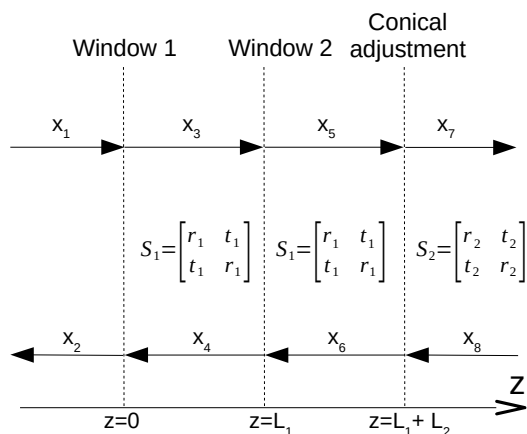 Window 1 Window 2 Conical adjustment
x₁ x₃ x₅ x₇
S₁=[r₁ t₁ t₁ r₁] S₁=[r₁ t₁ t₁ r₁] S₂=[r₂ t₂ t₂ r₂]
x₂ x₄ x₆ x₈
z
z=0 z=L₁ z=L₁+ L₂